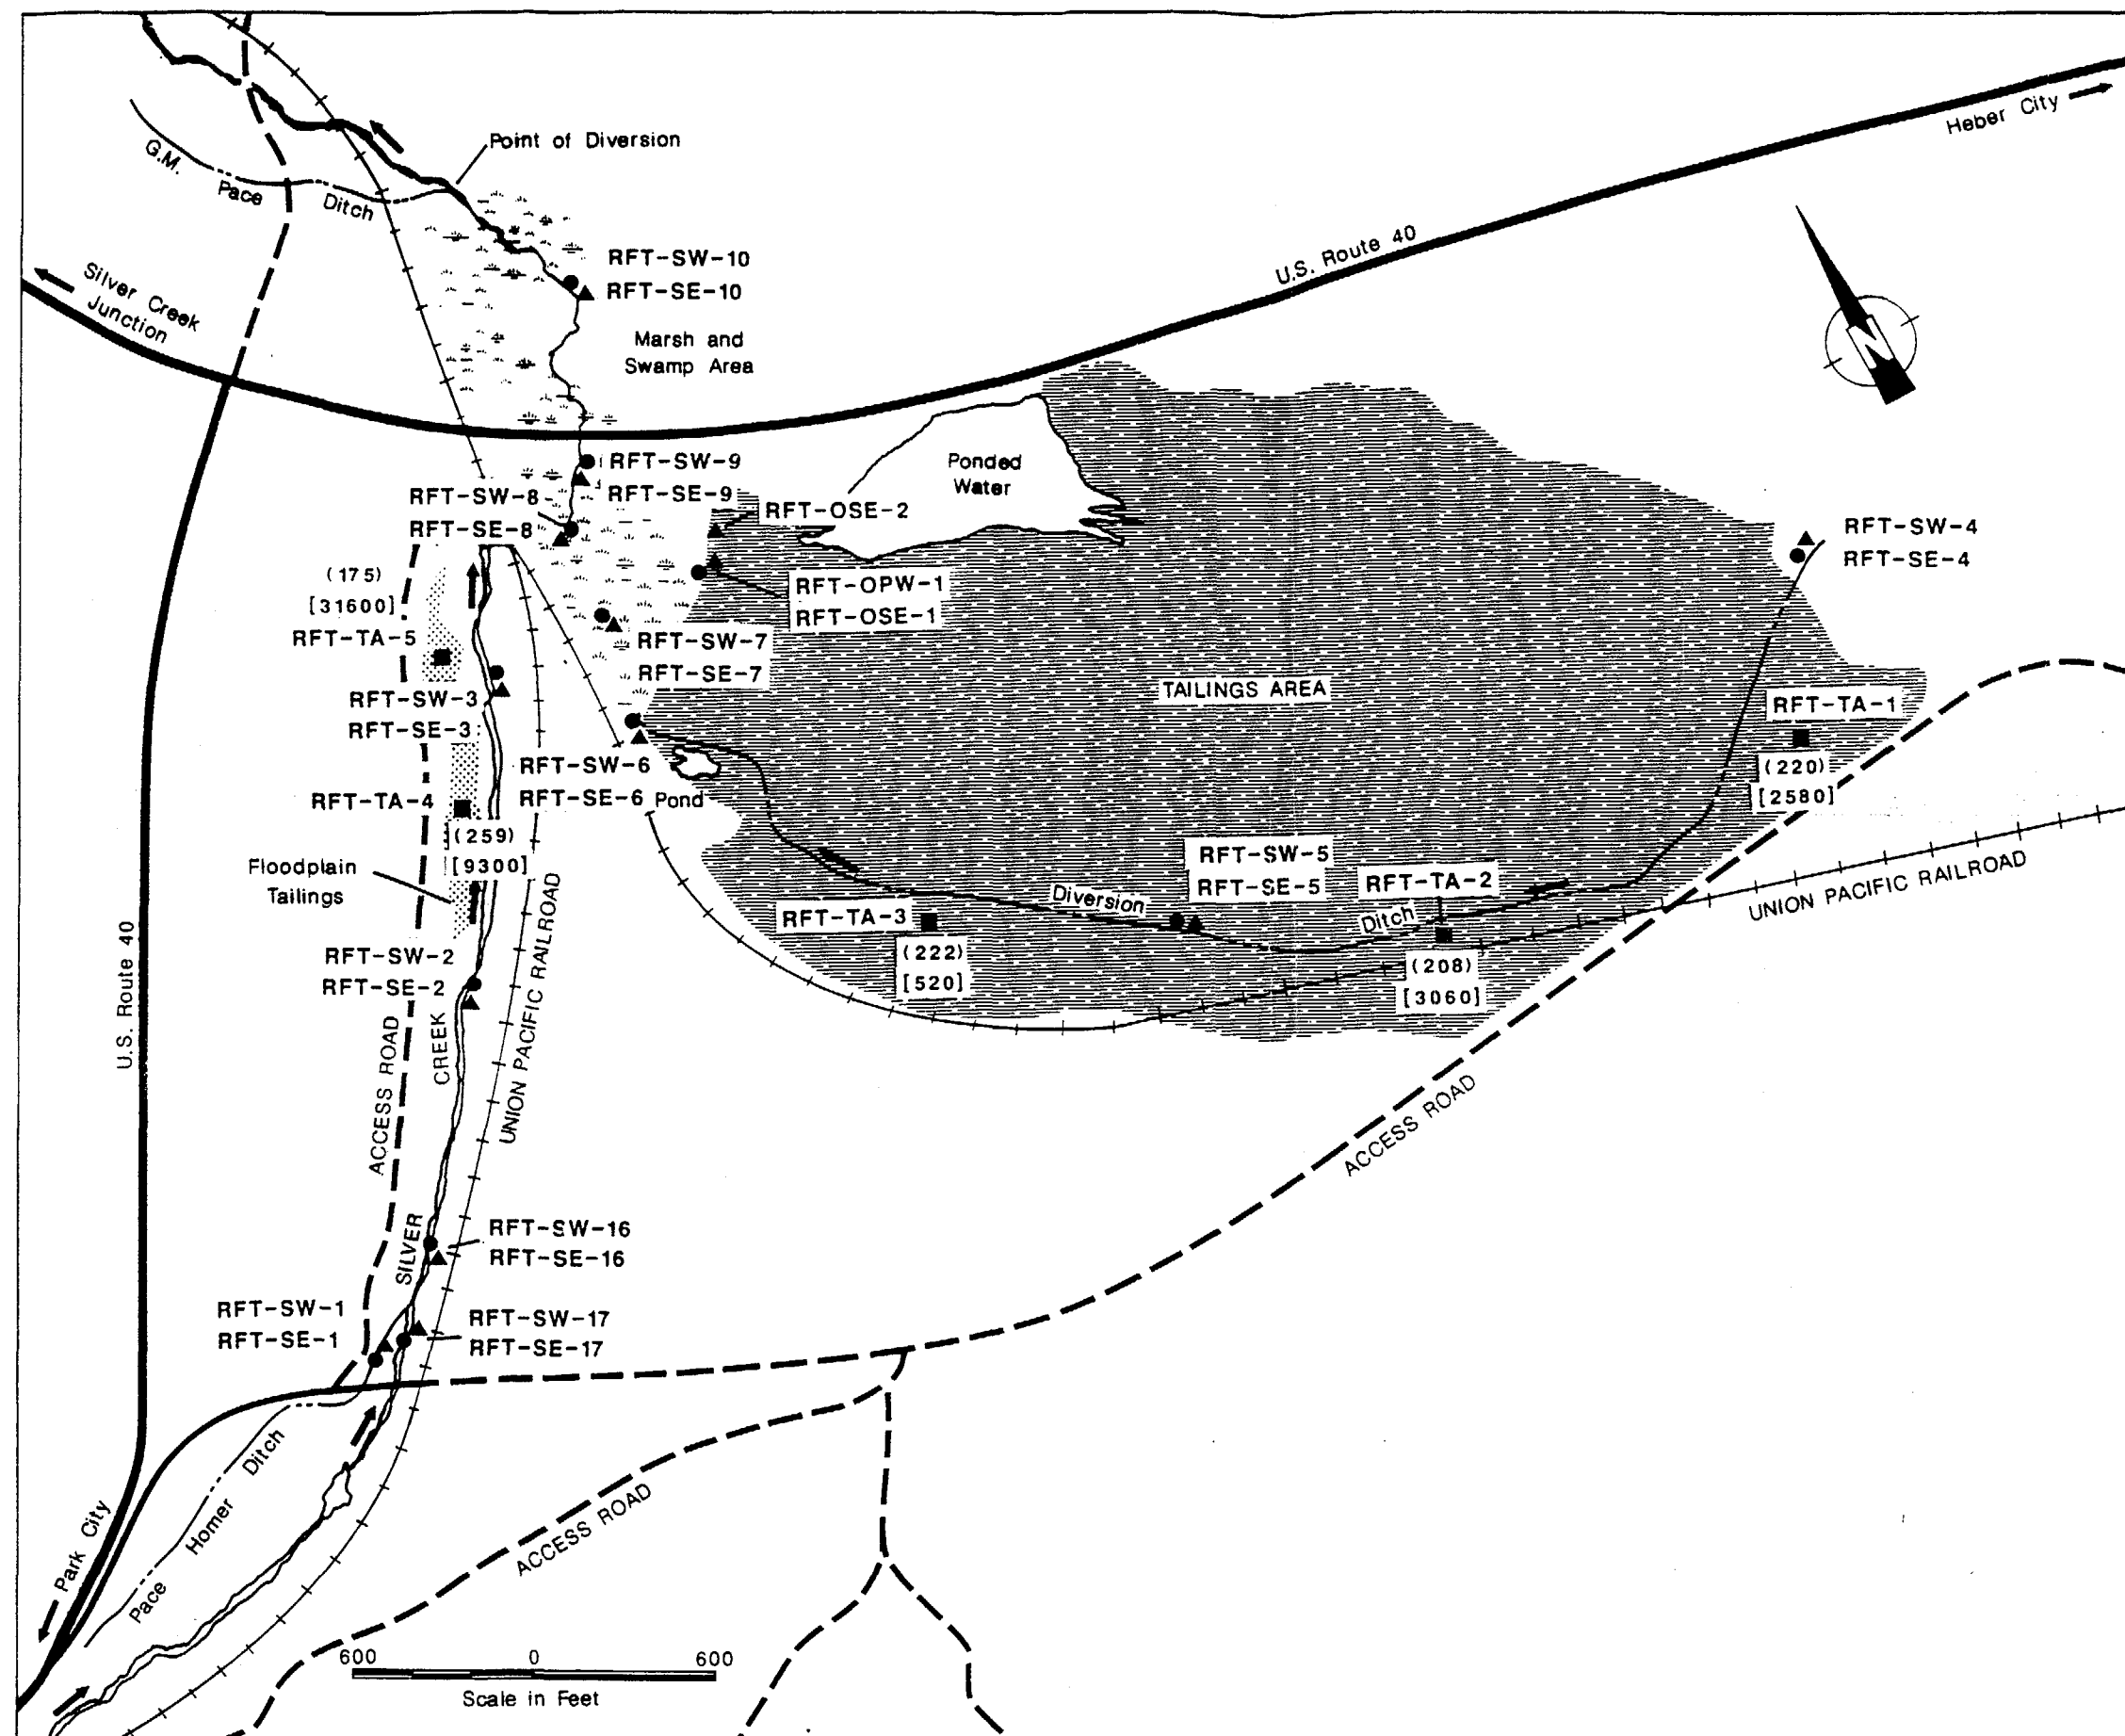 Point of Diversion
G.M.
Pace
Ditch
Heber City
U.S. Route 40
Silver Creek
Junction
RFT-SW-10
RFT-SE-10
Marsh and
Swamp Area
RFT-SW-9
RFT-SE-9
RFT-SW-8
RFT-SE-8
Ponded
Water
RFT-OSE-2
RFT-SW-4
RFT-SE-4
(175)
[31600]
RFT-TA-5
RFT-OPW-1
RFT-OSE-1
RFT-SW-7
RFT-SE-7
TAILINGS AREA
RFT-SW-3
RFT-SE-3
RFT-TA-1
(220)
[2580]
RFT-SW-6
RFT-SE-6
Pond
RFT-TA-4
(259)
[9300]
Floodplain
Tailings
RFT-SW-5
RFT-SE-5
RFT-TA-2
Diversion
Ditch
(208)
[3060]
RFT-TA-3
(222)
[520]
UNION PACIFIC RAILROAD
UNION PACIFIC RAILROAD
U.S. Route 40
RFT-SW-2
RFT-SE-2
ACCESS ROAD
CREEK
SILVER
ACCESS ROAD
RFT-SW-16
RFT-SE-16
RFT-SW-1
RFT-SE-1
RFT-SW-17
RFT-SE-17
Ditch
Homer
Pace
Park City
ACCESS ROAD
600 0 600
Scale in Feet